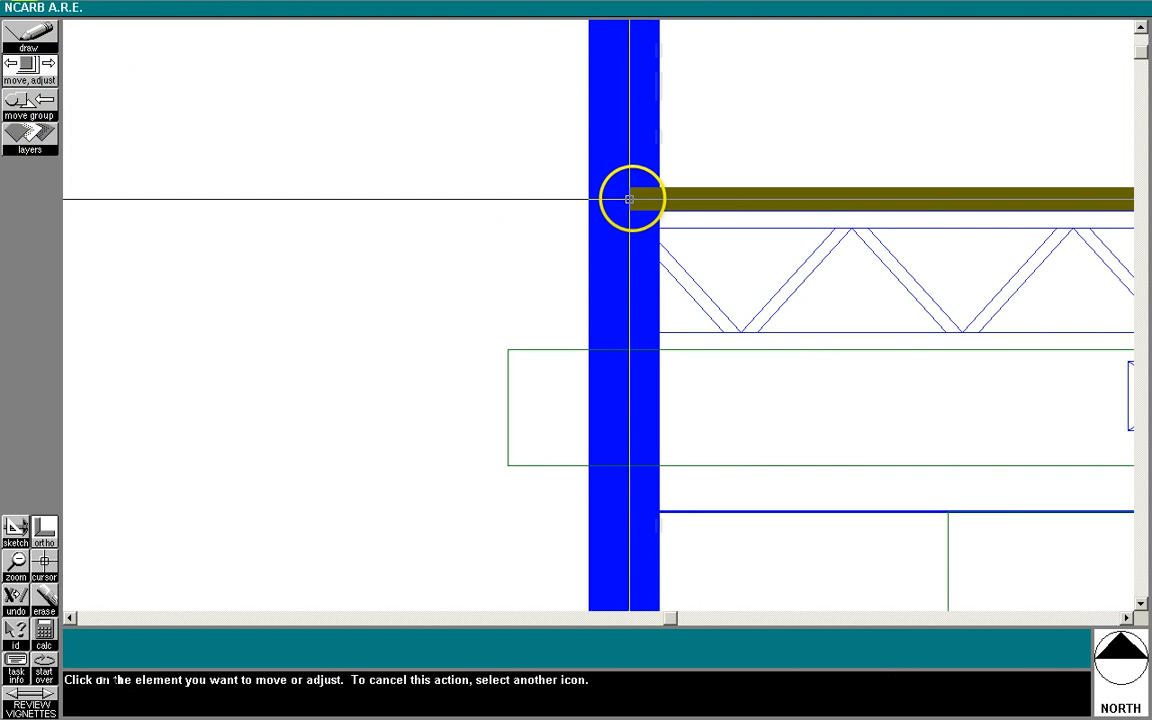 NCARB A.R.E.
draw
move, adjust
move group
layers
sketch
ortho
zoom
cursor
undo
erase
id
calc
task info
start over
REVIEW VIGNETTES
Click on the element you want to move or adjust. To cancel this action, select another icon.
NORTH